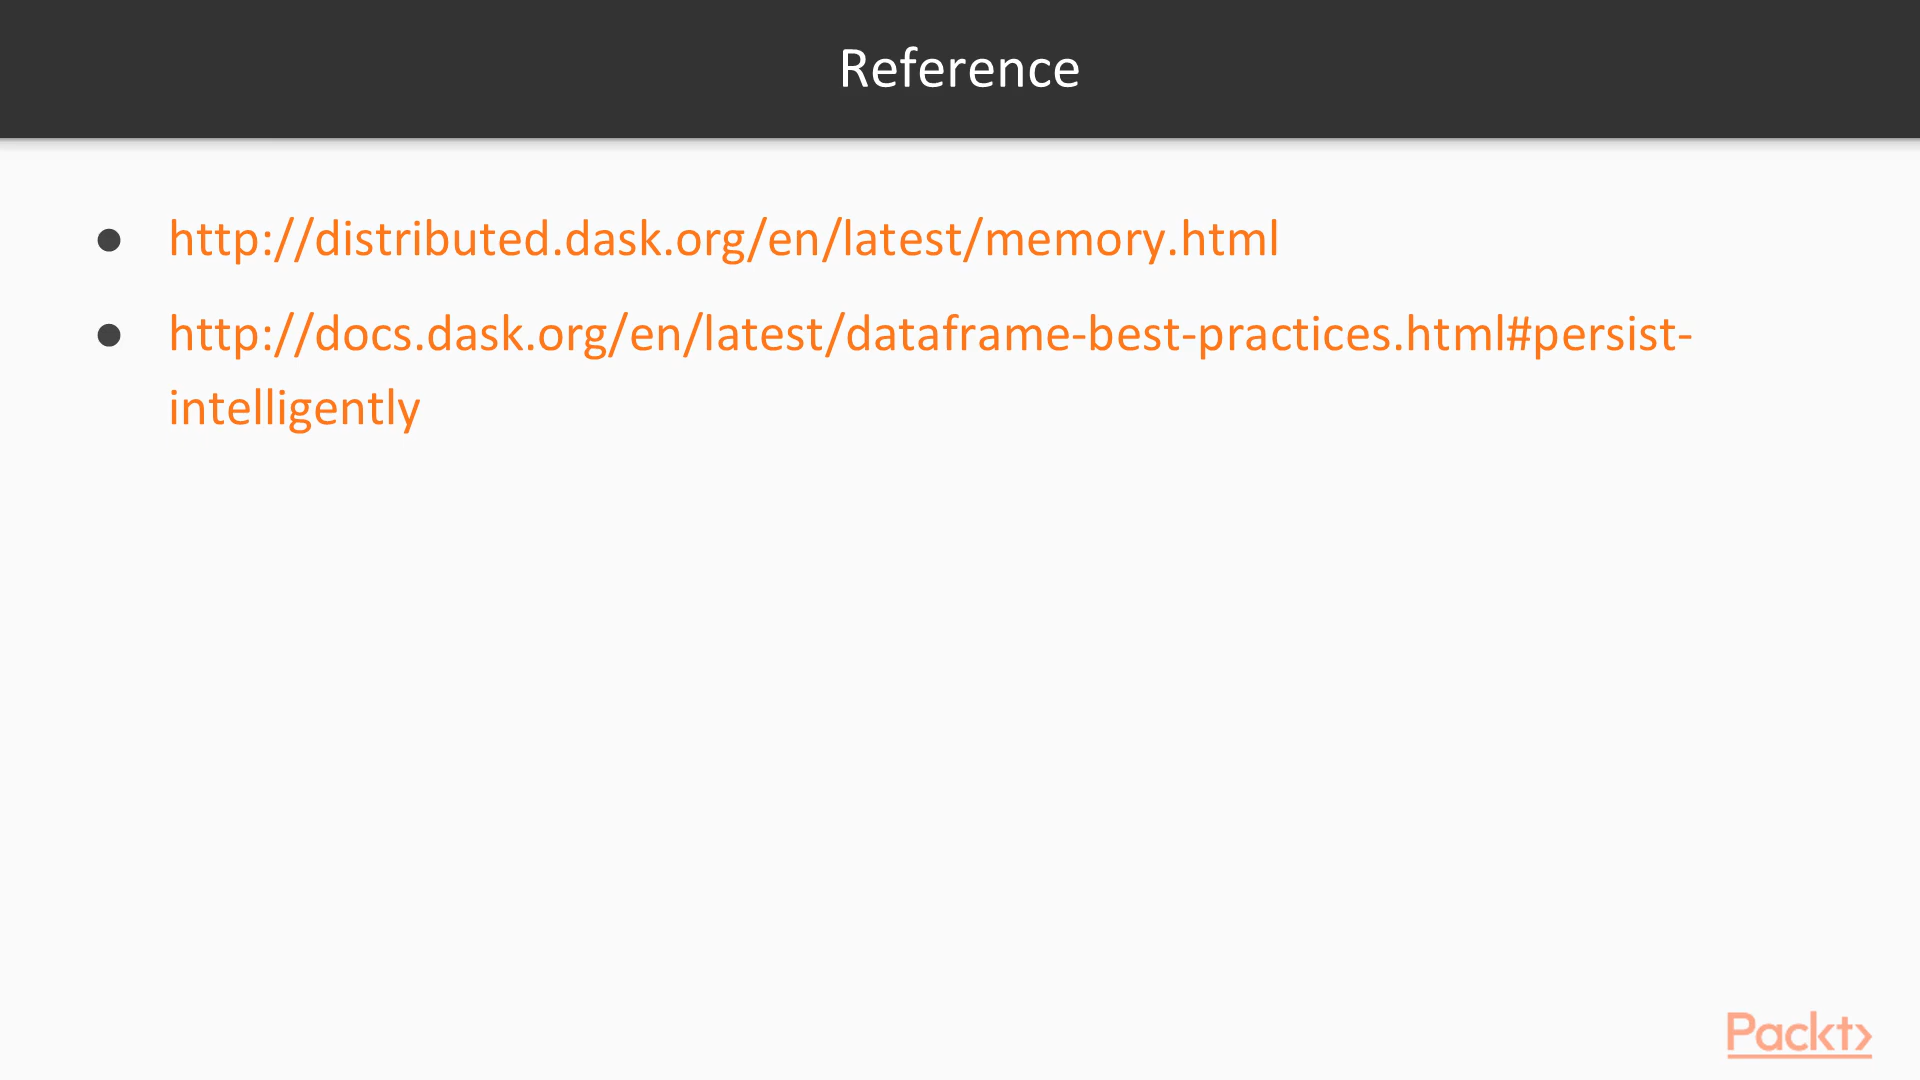 Reference
● http://distributed.dask.org/en/latest/memory.html
● http://docs.dask.org/en/latest/dataframe-best-practices.html#persist-
intelligently
Packt>